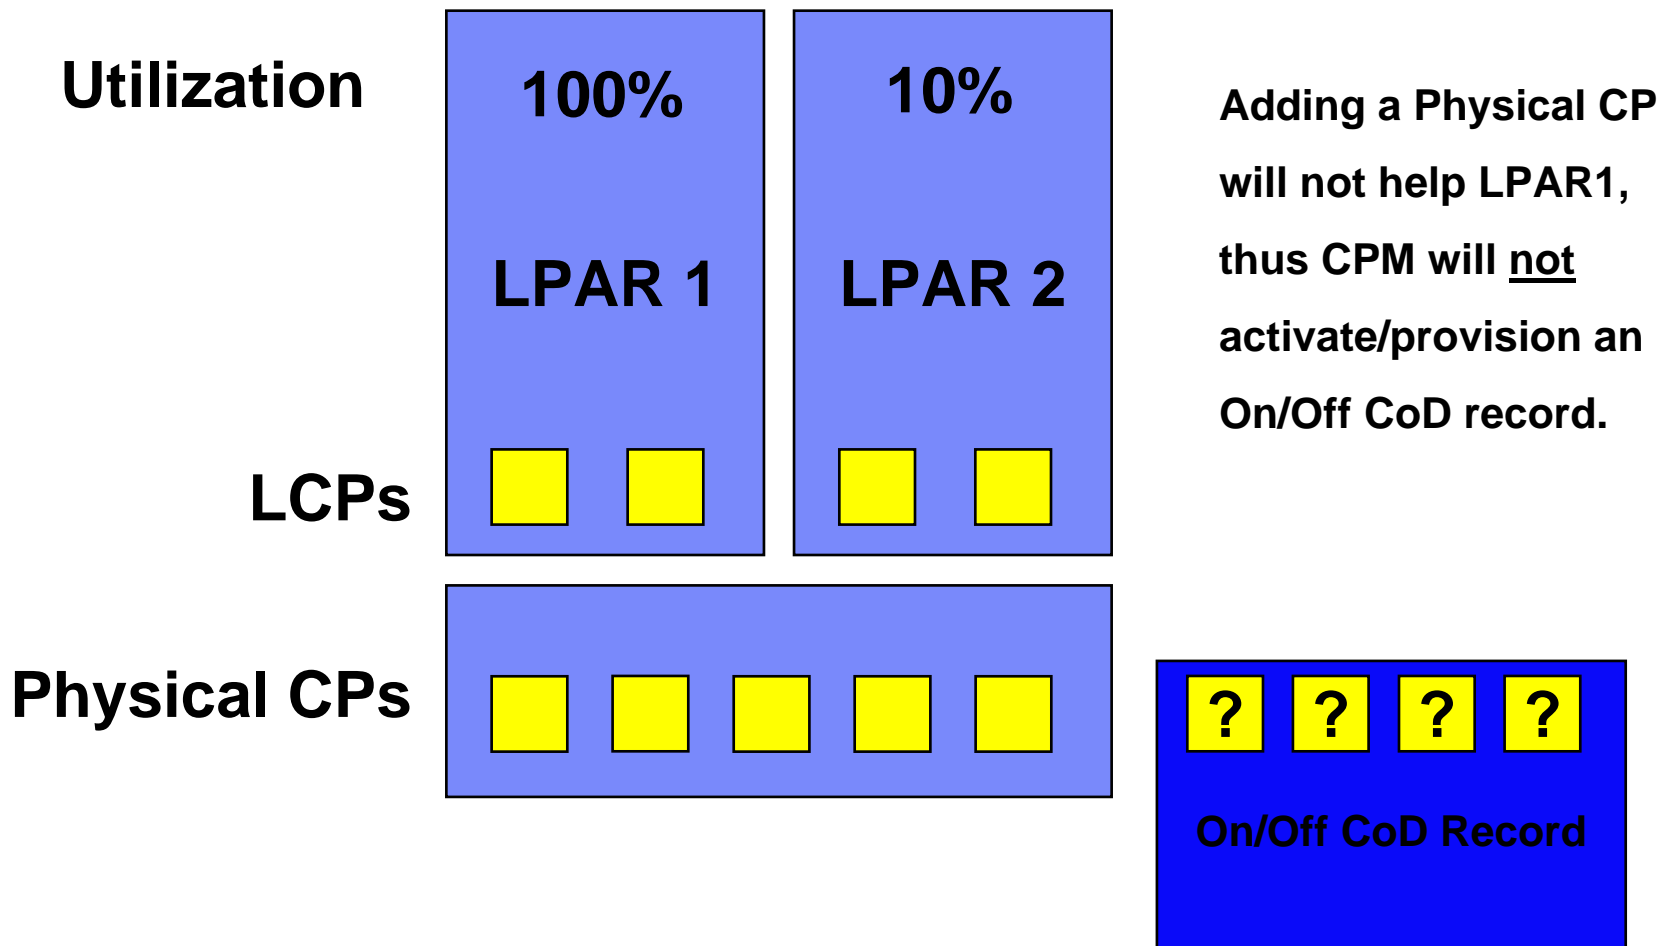 Utilization
100%
10%
LPAR 1
LPAR 2
LCPs
Physical CPs
Adding a Physical CP
will not help LPAR1,
thus CPM will not
activate/provision an
On/Off CoD record.
? ? ? ?
On/Off CoD Record